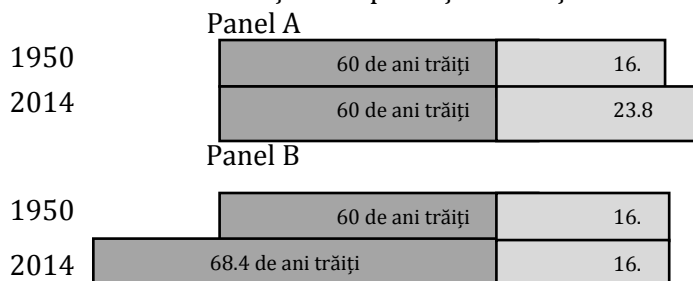 Panel A
1950 60 de ani trăiți 16.
2014 60 de ani trăiți 23.8
Panel B
1950 60 de ani trăiți 16.
2014 68.4 de ani trăiți 16.